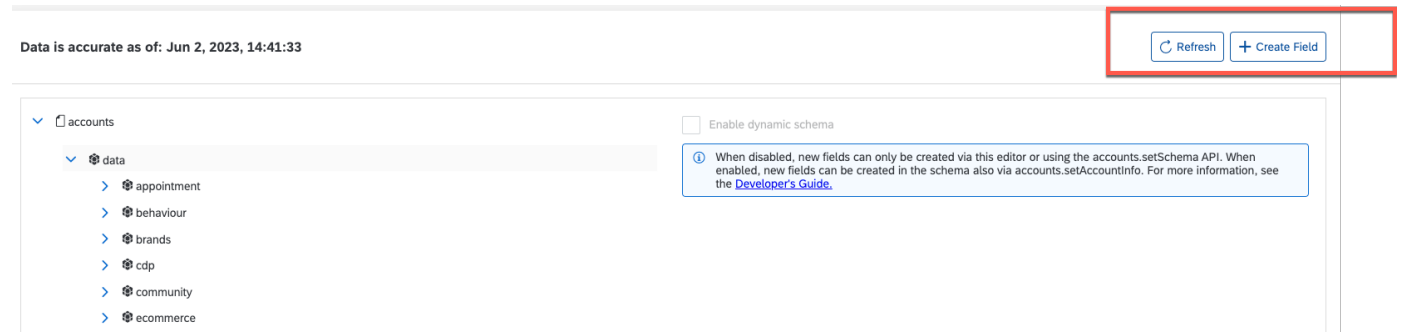 Data is accurate as of: Jun 2, 2023, 14:41:33
Refresh
Create Field
accounts
data
appointment
behaviour
brands
cdp
community
ecommerce
Enable dynamic schema
When disabled, new fields can only be created via this editor or using the accounts.setSchema API. When
enabled, new fields can be created in the schema also via accounts.setAccountInfo. For more information, see
the Developer's Guide.